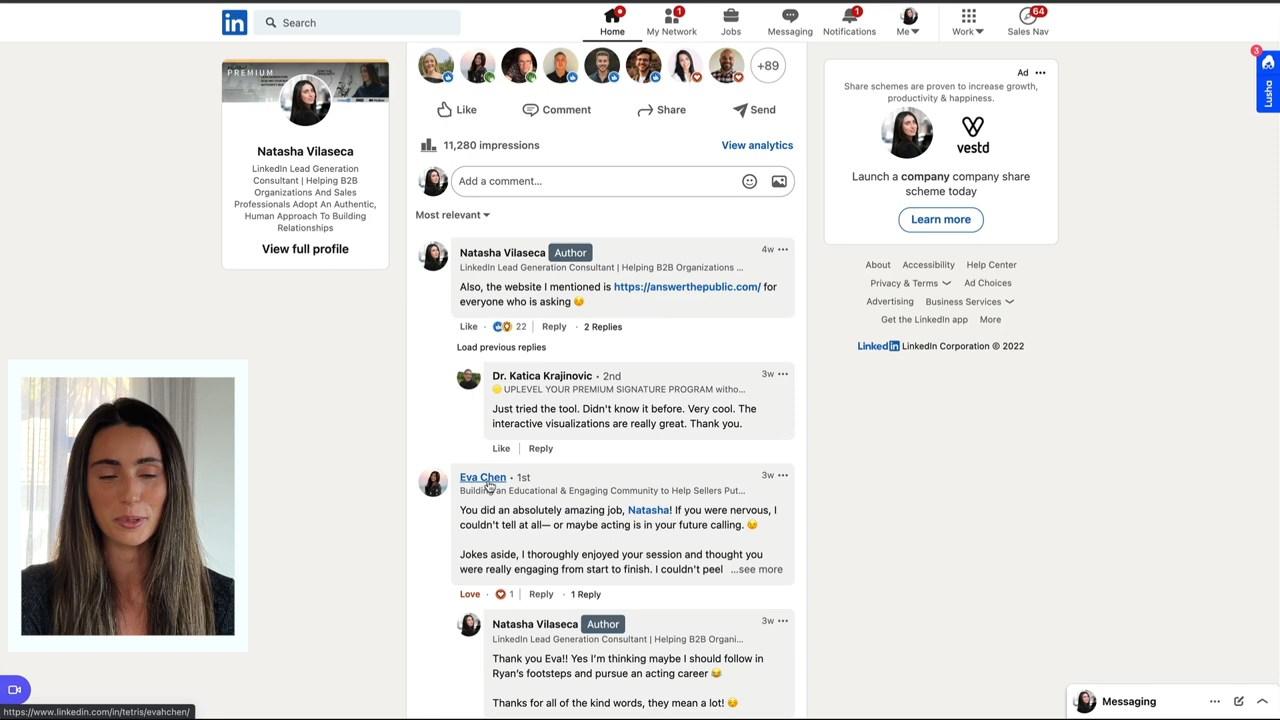 in
Search
Home
1
My Network
Jobs
Messaging
1
Notifications
Me
Work
64
Sales Nav
PREMIUM
Natasha Vilaseca
LinkedIn Lead Generation
Consultant | Helping B2B
Organizations And Sales
Professionals Adopt An Authentic,
Human Approach To Building
Relationships
View full profile
+89
Like
Comment
Share
Send
11,280 impressions
View analytics
Add a comment...
Most relevant
Natasha Vilaseca Author
4w
LinkedIn Lead Generation Consultant | Helping B2B Organizations ...
Also, the website I mentioned is https://answerthepublic.com/ for
everyone who is asking 😏
Like · 22 | Reply · 2 Replies
Load previous replies
Dr. Katica Krajinovic • 2nd
3w
UPLEVEL YOUR PREMIUM SIGNATURE PROGRAM witho...
Just tried the tool. Didn't know it before. Very cool. The
interactive visualizations are really great. Thank you.
Like | Reply
Eva Chen • 1st
3w
Building an Educational & Engaging Community to Help Sellers Put...
You did an absolutely amazing job, Natasha! If you were nervous, I
couldn't tell at all— or maybe acting is in your future calling. 😉
Jokes aside, I thoroughly enjoyed your session and thought you
were really engaging from start to finish. I couldn't peel ...see more
Love · 1 | Reply · 1 Reply
Natasha Vilaseca Author
3w
LinkedIn Lead Generation Consultant | Helping B2B Organi...
Thank you Eva!! Yes I'm thinking maybe I should follow in
Ryan's footsteps and pursue an acting career 😂
Thanks for all of the kind words, they mean a lot! 😏
Ad
Share schemes are proven to increase growth,
productivity & happiness.
vestd
Launch a company company share
scheme today
Learn more
About Accessibility Help Center
Privacy & Terms Ad Choices
Advertising Business Services
Get the LinkedIn app More
LinkedIn LinkedIn Corporation © 2022
3
Lusha
https://www.linkedin.com/in/tetris/evahchen/
Messaging